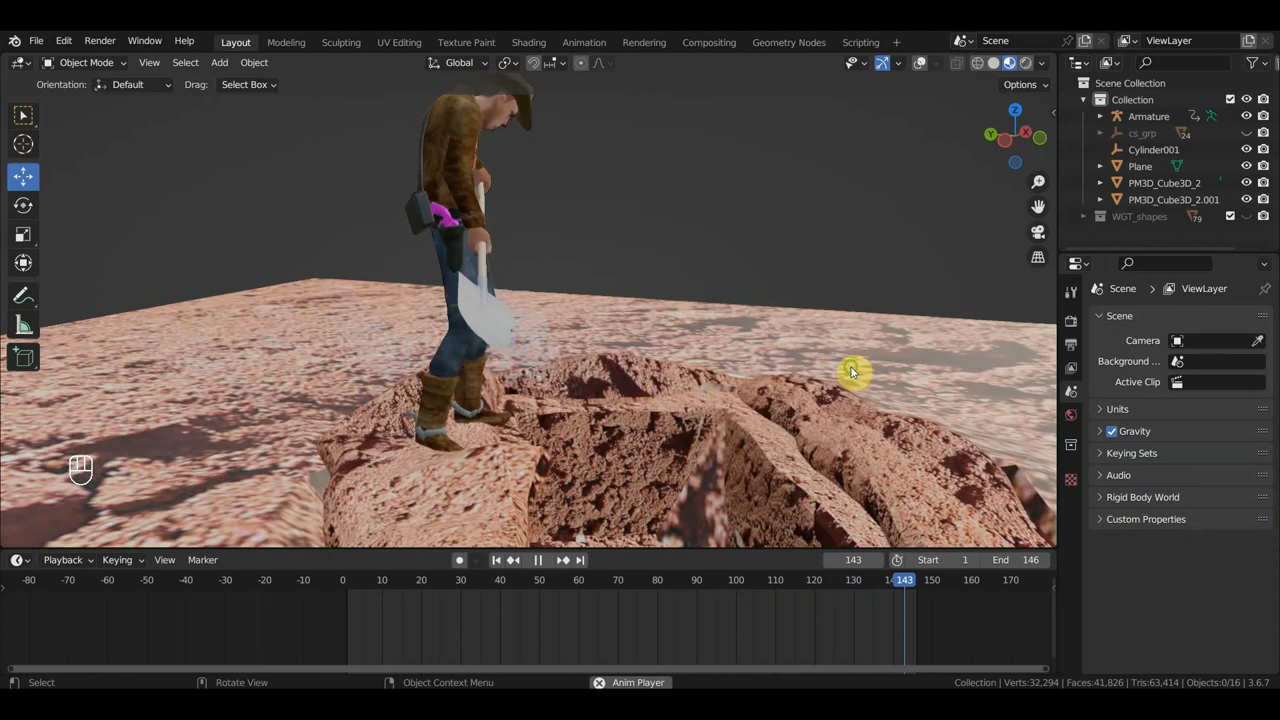 File Edit Render Window Help Layout Modeling Sculpting UV Editing Texture Paint Shading Animation Rendering Compositing Geometry Nodes Scripting + Scene ViewLayer
Object Mode View Select Add Object Global Options
Orientation: Default Drag: Select Box
Z
Y
X
Scene Collection
Collection
Armature
cs_grp 24
Cylinder001
Plane
PM3D_Cube3D_2
PM3D_Cube3D_2.001
WGT_shapes 79
Scene ViewLayer
Scene
Camera
Background ...
Active Clip
Units
Gravity
Keying Sets
Audio
Rigid Body World
Custom Properties
Playback Keying View Marker 143 Start 1 End 146
-80 -70 -60 -50 -40 -30 -20 -10 0 10 20 30 40 50 60 70 80 90 100 110 120 130 143 150 160 170
Select Rotate View Object Context Menu Anim Player Collection | Verts:32,294 | Faces:41,826 | Tris:63,414 | Objects:0/16 | 3.6.7